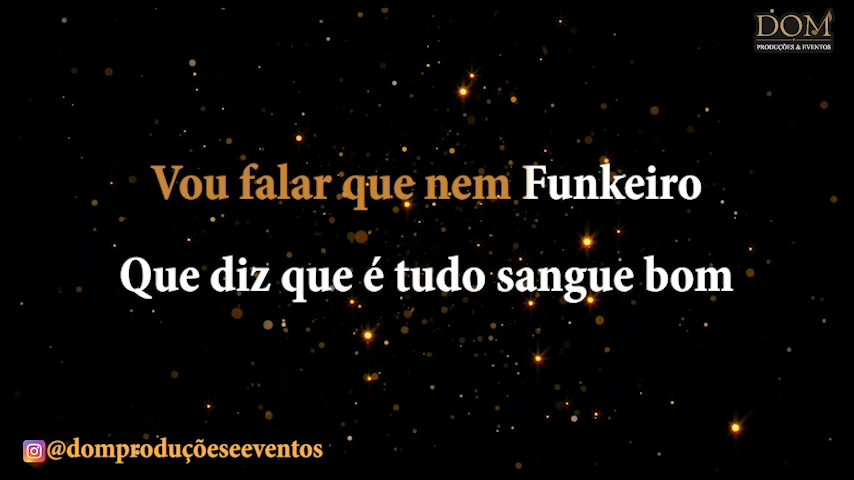 DOM
PRODUÇÕES & EVENTOS
Vou falar que nem Funkeiro
Que diz que é tudo sangue bom
@domproduçõeseeventos